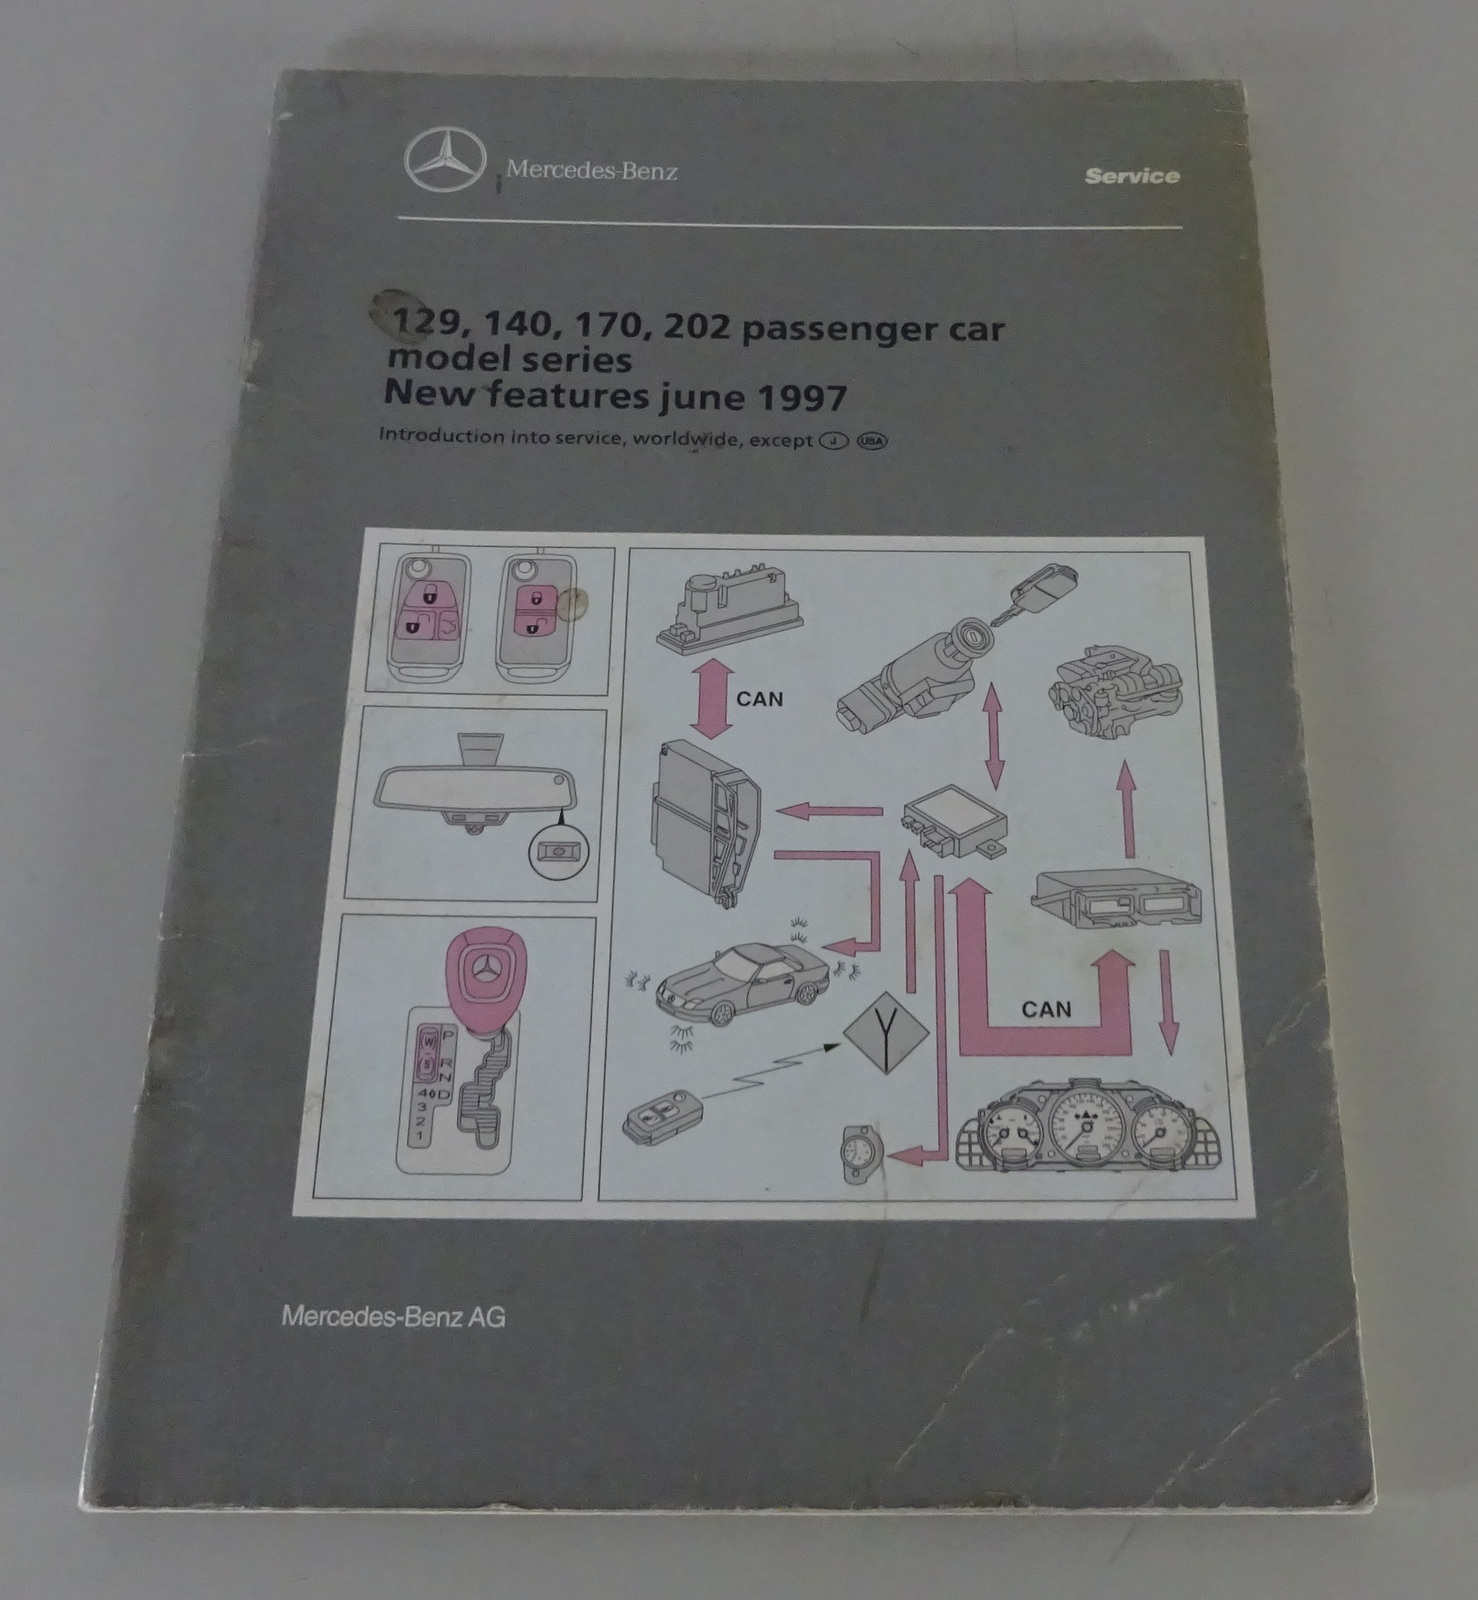 Mercedes-Benz
Service
129, 140, 170, 202 passenger car
model series
New features june 1997
Introduction into service, worldwide, except J USA
CAN
CAN
W
S
P
R
N
4 D
3
2
1
Mercedes-Benz AG